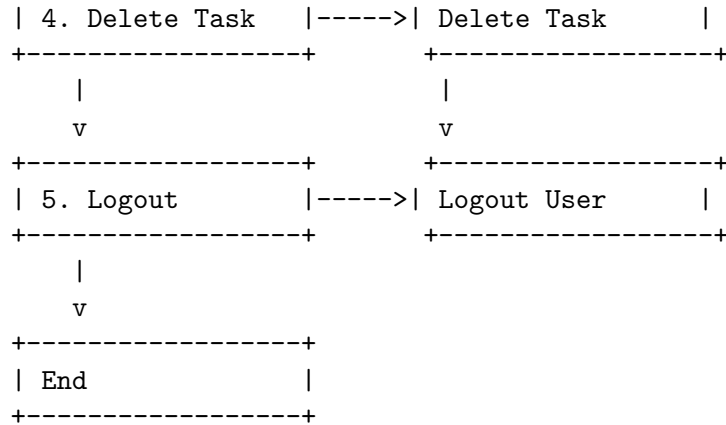 | 4. Delete Task   |----->| Delete Task      |
+------------------+      +------------------+
    |                      |
    v                      v
+------------------+      +------------------+
| 5. Logout        |----->| Logout User      |
+------------------+      +------------------+
    |
    v
+------------------+
| End              |
+------------------+